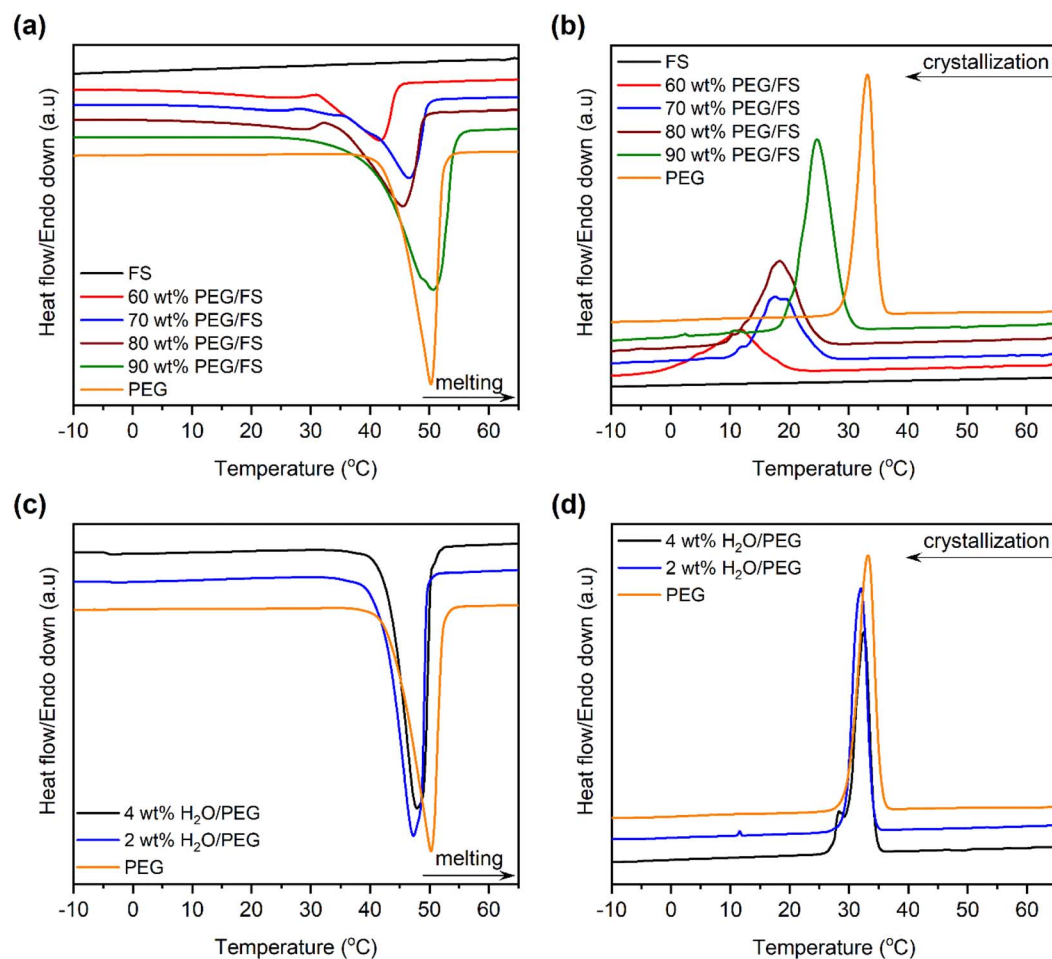 (a)
Heat flow/Endo down (a.u)
FS
60 wt% PEG/FS
70 wt% PEG/FS
80 wt% PEG/FS
90 wt% PEG/FS
PEG
melting
-10 0 10 20 30 40 50 60
Temperature (°C)
(b)
Heat flow/Endo down (a.u)
FS
60 wt% PEG/FS
70 wt% PEG/FS
80 wt% PEG/FS
90 wt% PEG/FS
PEG
crystallization
-10 0 10 20 30 40 50 60
Temperature (°C)
(c)
Heat flow/Endo down (a.u)
4 wt% H₂O/PEG
2 wt% H₂O/PEG
PEG
melting
-10 0 10 20 30 40 50 60
Temperature (°C)
(d)
Heat flow/Endo down (a.u)
4 wt% H₂O/PEG
2 wt% H₂O/PEG
PEG
crystallization
-10 0 10 20 30 40 50 60
Temperature (°C)